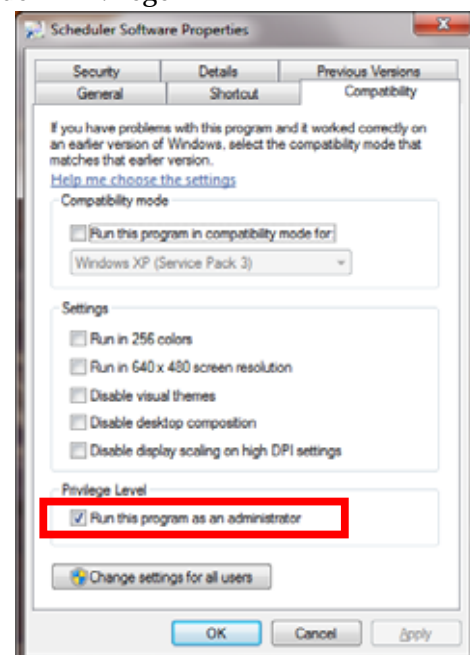 Scheduler Software Properties
Security Details Previous Versions
General Shortcut Compatibility
If you have problems with this program and it worked correctly on
an earlier version of Windows, select the compatibility mode that
matches that earlier version.
Help me choose the settings
Compatibility mode
Run this program in compatibility mode for:
Windows XP (Service Pack 3)
Settings
Run in 256 colors
Run in 640 x 480 screen resolution
Disable visual themes
Disable desktop composition
Disable display scaling on high DPI settings
Privilege Level
Run this program as an administrator
Change settings for all users
OK Cancel Apply